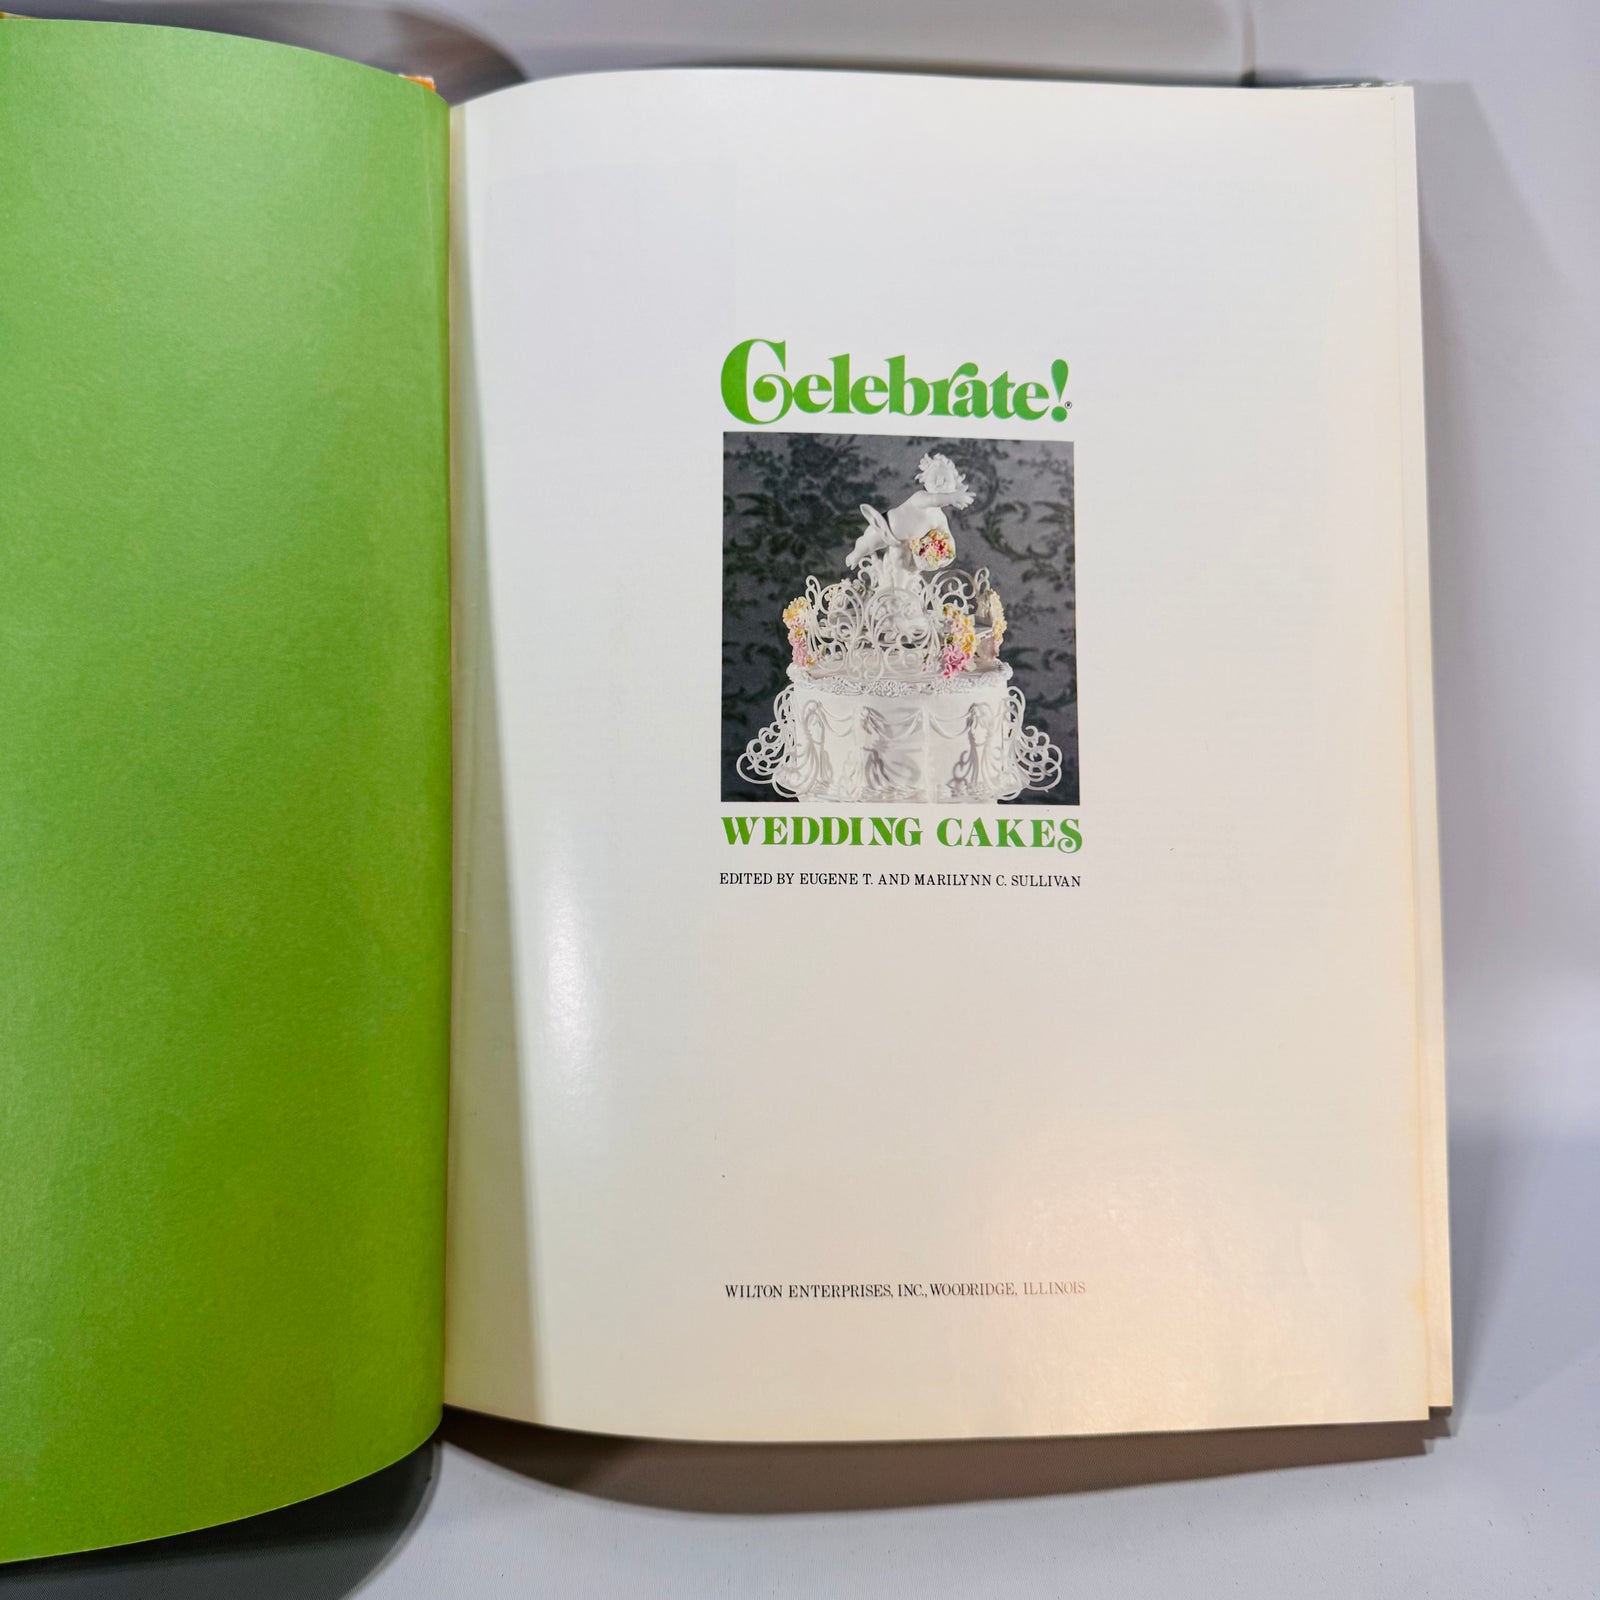 Celebrate!®
WEDDING CAKES
EDITED BY EUGENE T. AND MARILYNN C. SULLIVAN
WILTON ENTERPRISES, INC., WOODRIDGE, ILLINOIS